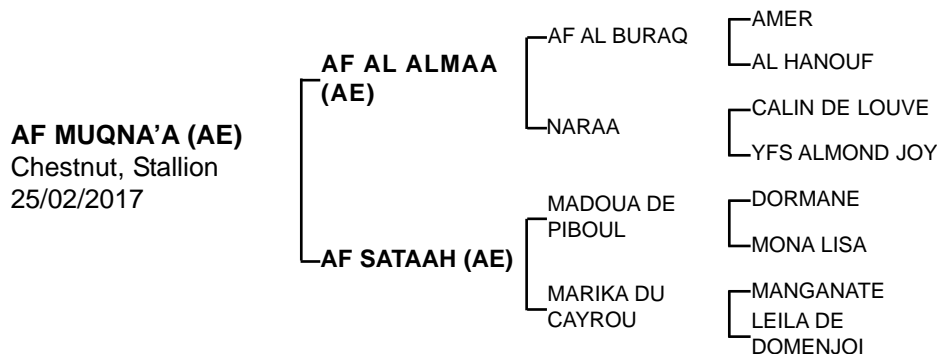 AF MUQNA’A (AE)
Chestnut, Stallion
25/02/2017
AF AL ALMAA
(AE)
AF SATAAH (AE)
AF AL BURAQ
NARAA
MADOUA DE
PIBOUL
MARIKA DU
CAYROU
AMER
AL HANOUF
CALIN DE LOUVE
YFS ALMOND JOY
DORMANE
MONA LISA
MANGANATE
LEILA DE
DOMENJOI